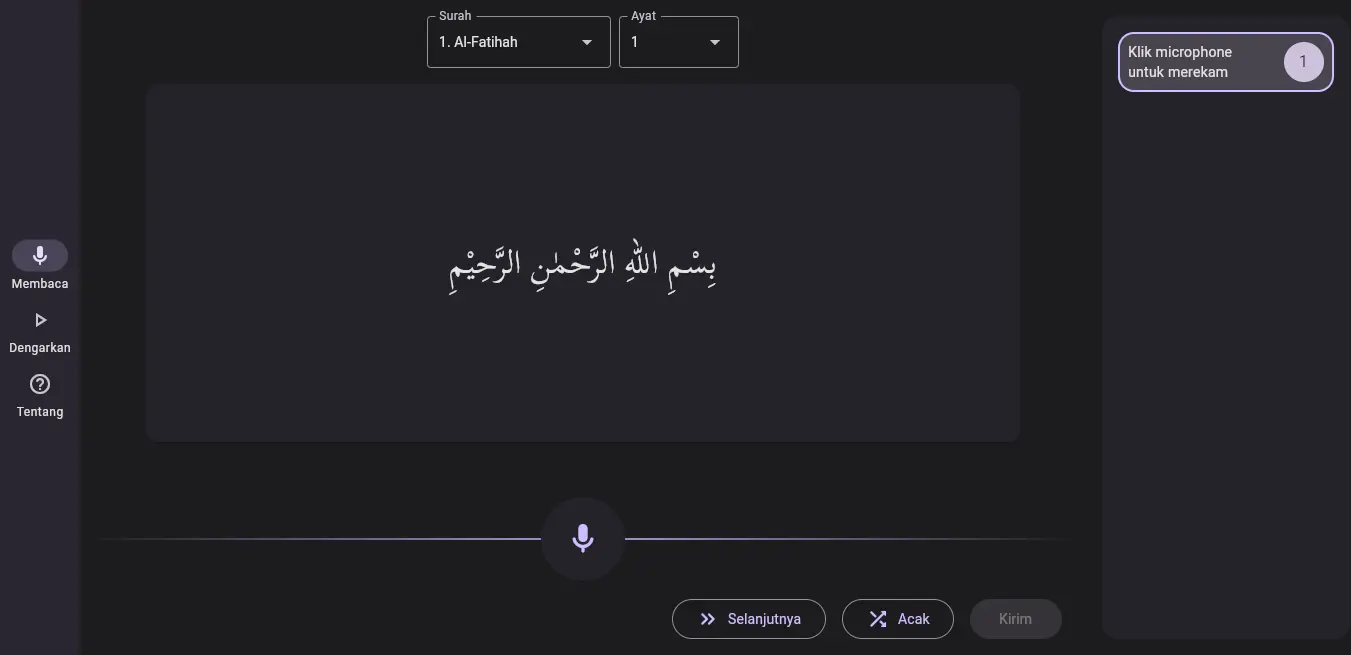 Surah
1. Al-Fatihah
Ayat
1
Klik microphone
untuk merekam
1
بِسْمِ اللّٰهِ الرَّحْمٰنِ الرَّحِيْمِ
Membaca
Dengarkan
Tentang
Selanjutnya
Acak
Kirim